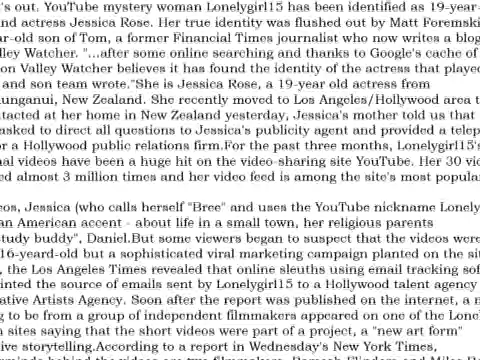 's out. YouTube mystery woman Lonelygirl15 has been identified as 19-year-
nd actress Jessica Rose. Her true identity was flushed out by Matt Foremski
ar-old son of Tom, a former Financial Times journalist who now writes a blog
lley Watcher. "...after some online searching and thanks to Google's cache of
on Valley Watcher believes it has found the identity of the actress that played
and son team wrote."She is Jessica Rose, a 19 year old actress from
unganui, New Zealand. She recently moved to Los Angeles/Hollywood area t
tacted at her home in New Zealand yesterday, Jessica's mother told us that
asked to direct all questions to Jessica's publicity agent and provided a telep
or a Hollywood public relations firm.For the past three months, Lonelygirl15's
nal videos have been a huge hit on the video-sharing site YouTube. Her 30 vid
ed almost 3 million times and her video feed is among the site's most popula
eos, Jessica (who calls herself "Bree" and uses the YouTube nickname Lonely
an American accent - about life in a small town, her religious parents
study buddy", Daniel.But some viewers began to suspect that the videos were
16-yeard-old but a sophisticated viral marketing campaign planted on the sit
, the Los Angeles Times revealed that online sleuths using email tracking sof
inted the source of emails sent by Lonelygirl15 to a Hollywood talent agency
ative Artists Agency. Soon after the report was published on the internet, a m
g to be from a group of independent filmmakers appeared on one of the Lonel
n sites saying that the short videos were part of a project, a "new art form"
ive storytelling.According to a report in Wednesday's New York Times,